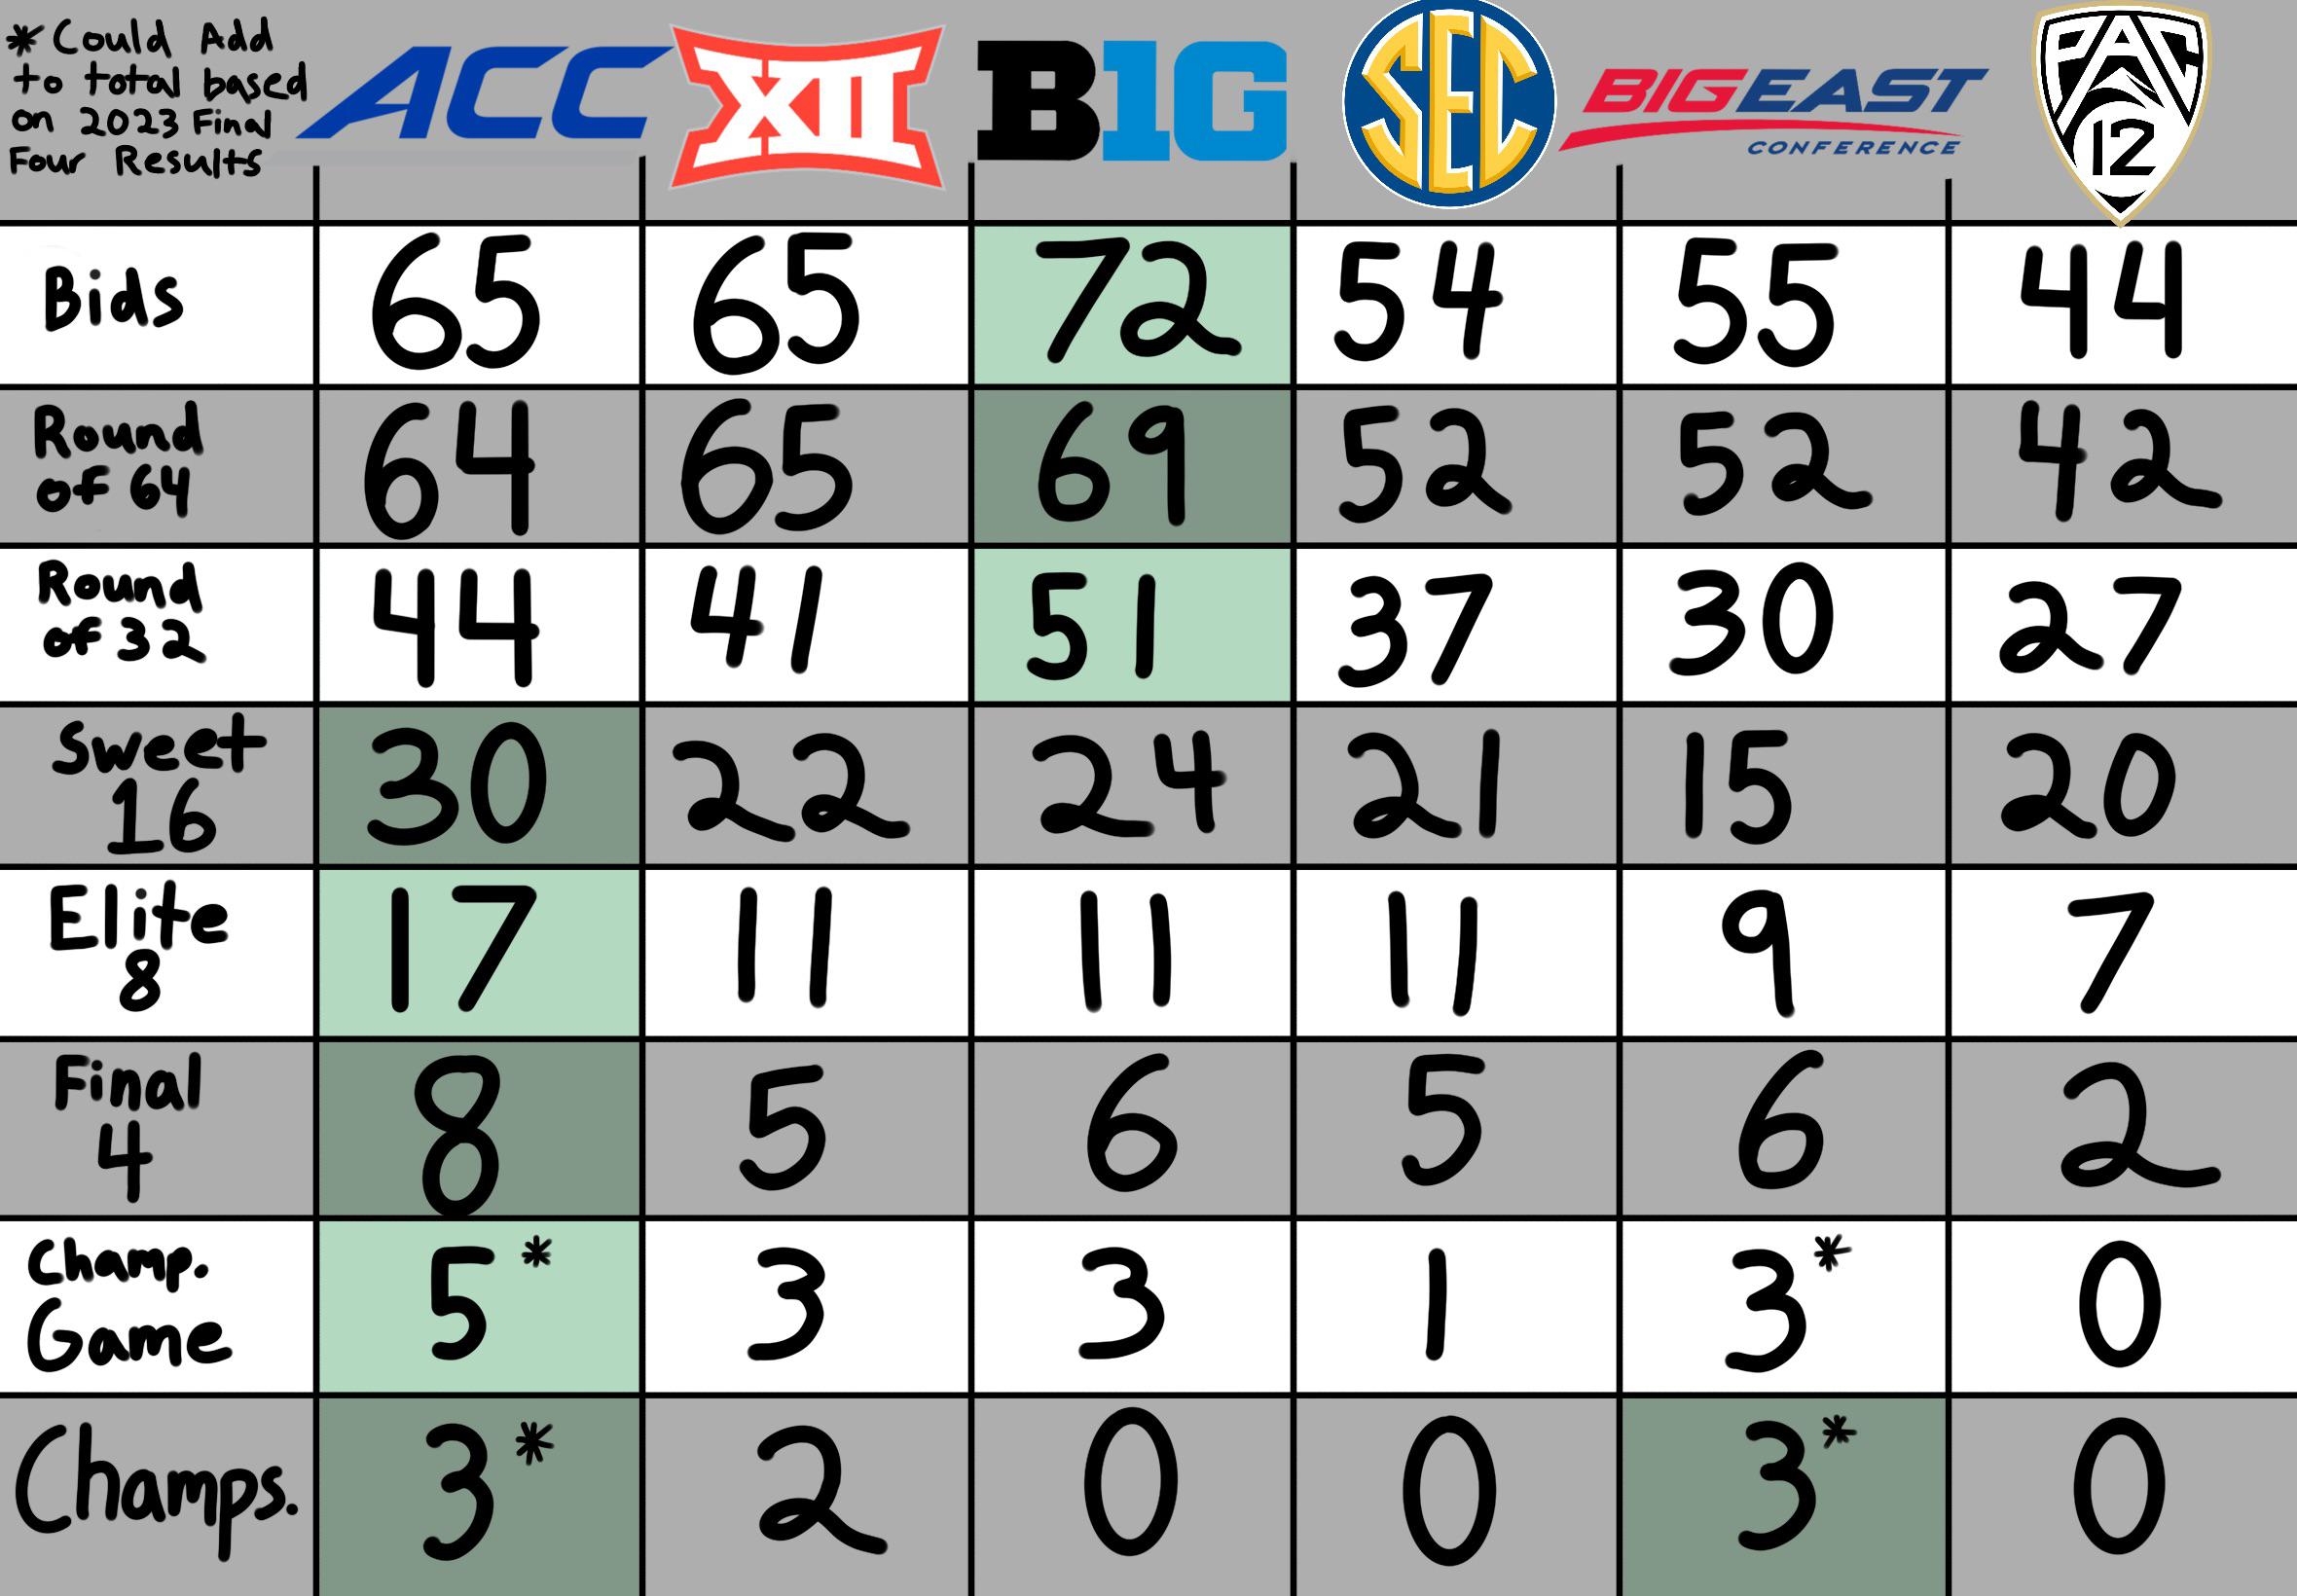 * Could Add
to total based
on 2023 Final
Four Results
ACC XII B1G SEC BIG EAST CONFERENCE PAC 12
Bids 65 65 72 54 55 44
Round of 64 64 65 69 52 52 42
Round of 32 44 41 51 37 30 27
Sweet 16 30 22 24 21 15 20
Elite 8 17 11 11 11 9 7
Final 4 8 5 6 5 6 2
Champ. Game 5* 3 3 1 3* 0
Champs. 3* 2 0 0 3* 0